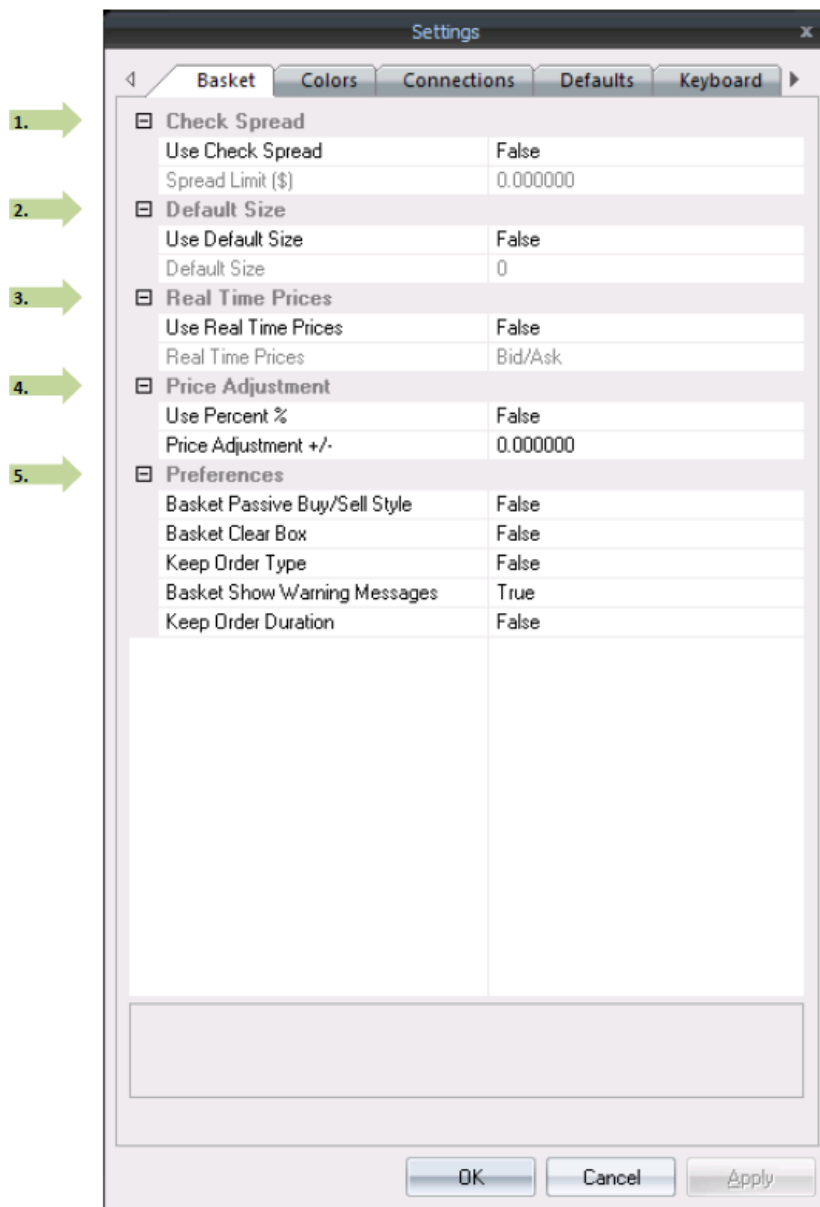 Settings x
Basket Colors Connections Defaults Keyboard
1. Check Spread
Use Check Spread False
Spread Limit ($) 0.000000
2. Default Size
Use Default Size False
Default Size 0
3. Real Time Prices
Use Real Time Prices False
Real Time Prices Bid/Ask
4. Price Adjustment
Use Percent % False
Price Adjustment +/- 0.000000
5. Preferences
Basket Passive Buy/Sell Style False
Basket Clear Box False
Keep Order Type False
Basket Show Warning Messages True
Keep Order Duration False
OK Cancel Apply